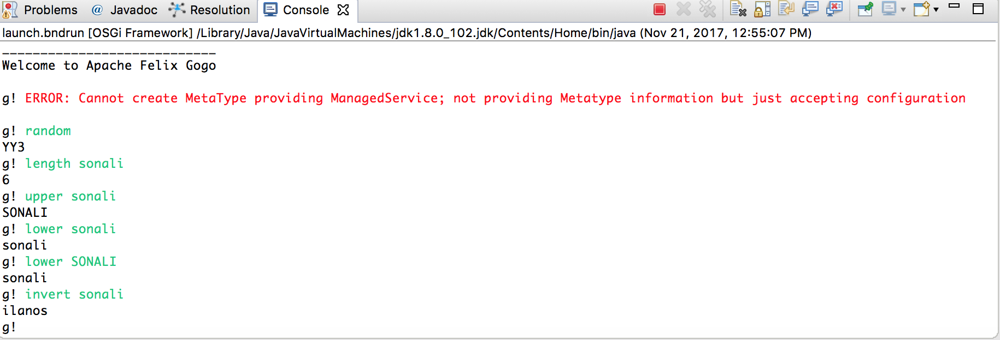 Problems @ Javadoc Resolution Console
launch.bndrun [OSGi Framework] /Library/Java/JavaVirtualMachines/jdk1.8.0_102.jdk/Contents/Home/bin/java (Nov 21, 2017, 12:55:07 PM)
____________________________
Welcome to Apache Felix Gogo
g! ERROR: Cannot create MetaType providing ManagedService; not providing Metatype information but just accepting configuration
g! random
YY3
g! length sonali
6
g! upper sonali
SONALI
g! lower sonali
sonali
g! lower SONALI
sonali
g! invert sonali
ilanos
g!